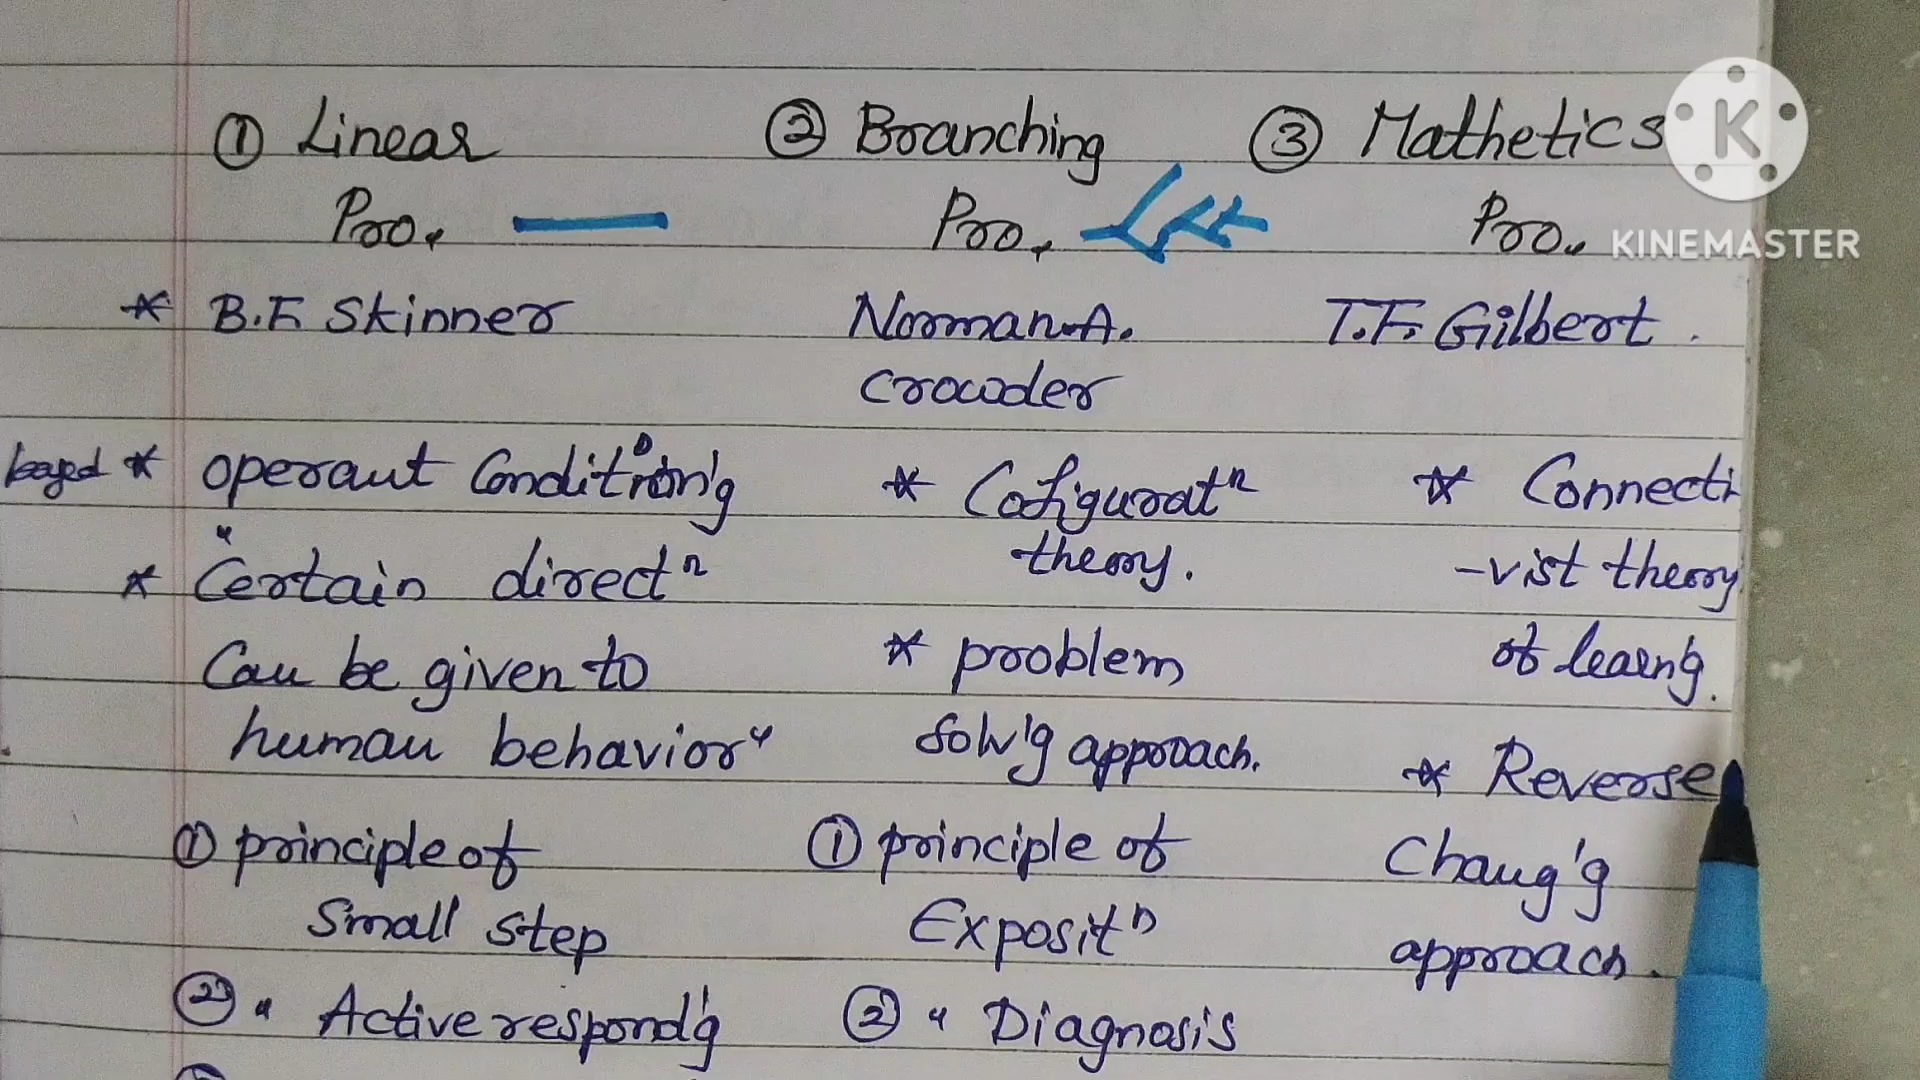 ① Linear Pro.
② Branching Pro.
③ Mathetics Pro.
K
KINEMASTER
* B.F. Skinner
Norman A. Crowder
T.F. Gilbert.
based * operant Conditioning
* "Certain directⁿ
Can be given to
human behavior"
① principle of
Small step
② " Active respond'g
* Cofiguratⁿ
theory.
* problem
Solv'g approach.
① principle of
Expositⁿ
② " Diagnosis
* Connecti
-vist theory
of learn'g.
* Reverse
Chang'g
approach.